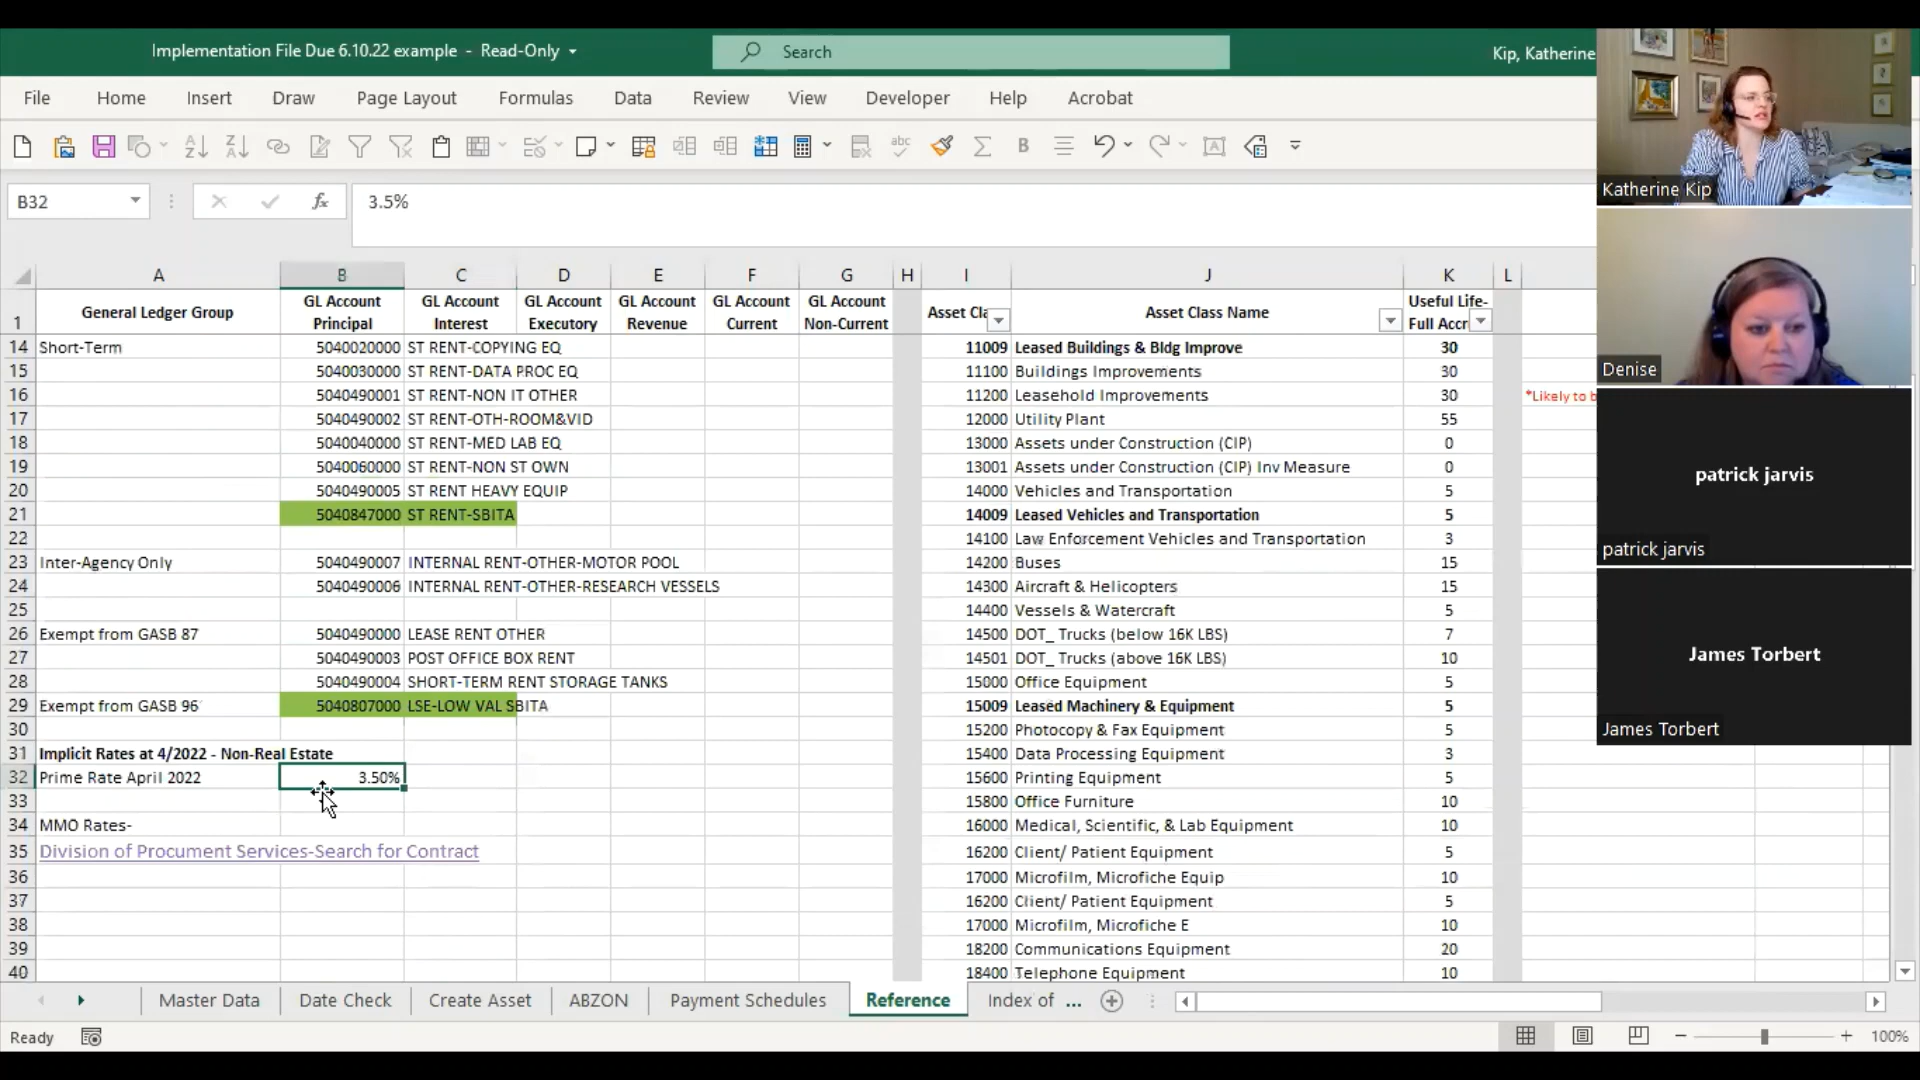 Implementation File Due 6.10.22 example - Read-Only
Search
Kip, Katherine
File Home Insert Draw Page Layout Formulas Data Review View Developer Help Acrobat
B32
fx
3.5%
A B C D E F G H I J K L
1 General Ledger Group GL Account Principal GL Account Interest GL Account Executory GL Account Revenue GL Account Current GL Account Non-Current Asset Cla Asset Class Name Useful Life- Full Accr
14 Short-Term 5040020000 ST RENT-COPYING EQ 11009 Leased Buildings & Bldg Improve 30
15 5040030000 ST RENT-DATA PROC EQ 11100 Buildings Improvements 30
16 5040490001 ST RENT-NON IT OTHER 11200 Leasehold Improvements 30 *Likely to b
17 5040490002 ST RENT-OTH-ROOM&VID 12000 Utility Plant 55
18 5040040000 ST RENT-MED LAB EQ 13000 Assets under Construction (CIP) 0
19 5040060000 ST RENT-NON ST OWN 13001 Assets under Construction (CIP) Inv Measure 0
20 5040490005 ST RENT HEAVY EQUIP 14000 Vehicles and Transportation 5
21 5040847000 ST RENT-SBITA 14009 Leased Vehicles and Transportation 5
22 14100 Law Enforcement Vehicles and Transportation 3
23 Inter-Agency Only 5040490007 INTERNAL RENT-OTHER-MOTOR POOL 14200 Buses 15
24 5040490006 INTERNAL RENT-OTHER-RESEARCH VESSELS 14300 Aircraft & Helicopters 15
25 14400 Vessels & Watercraft 5
26 Exempt from GASB 87 5040490000 LEASE RENT OTHER 14500 DOT_ Trucks (below 16K LBS) 7
27 5040490003 POST OFFICE BOX RENT 14501 DOT_ Trucks (above 16K LBS) 10
28 5040490004 SHORT-TERM RENT STORAGE TANKS 15000 Office Equipment 5
29 Exempt from GASB 96 5040807000 LSE-LOW VAL SBITA 15009 Leased Machinery & Equipment 5
30 15200 Photocopy & Fax Equipment 5
31 Implicit Rates at 4/2022 - Non-Real Estate 15400 Data Processing Equipment 3
32 Prime Rate April 2022 3.50% 15600 Printing Equipment 5
33 15800 Office Furniture 10
34 MMO Rates- 16000 Medical, Scientific, & Lab Equipment 10
35 Division of Procument Services-Search for Contract 16200 Client/ Patient Equipment 5
36 17000 Microfilm, Microfiche Equip 10
37 16200 Client/ Patient Equipment 5
38 17000 Microfilm, Microfiche E 10
39 18200 Communications Equipment 20
40 18400 Telephone Equipment 10
Master Data Date Check Create Asset ABZON Payment Schedules Reference Index of ...
Ready
100%
Katherine Kip
Denise
patrick jarvis
patrick jarvis
James Torbert
James Torbert